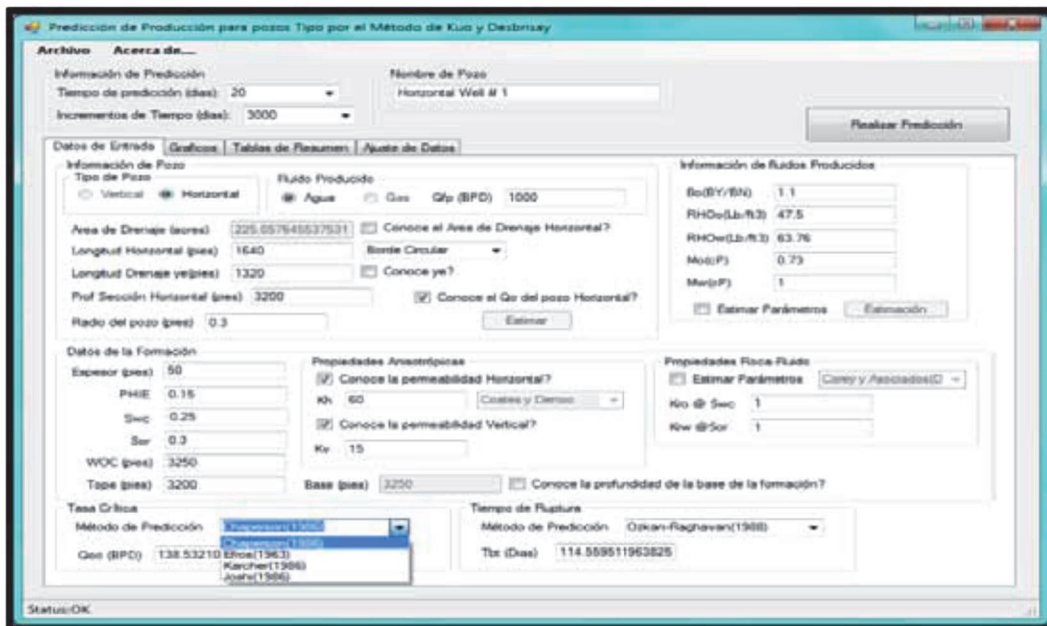 Predicción de Producción para pozos Tipo por el Método de Kuo y Desbrisay
Archivo Acerca de....
Información de Predicción
Nombre de Pozo
Tiempo de predicción (dias): 20
Horizontal Well # 1
Incrementos de Tiempo (dias): 3000
Realizar Predicción
Datos de Entrada Graficos Tablas de Resumen Ajuste de Datos
Información de Pozo
Información de fluidos Producidos
Tipo de Pozo
Fluido Producido
Vertical Horizontal
Agua Gas Qfp (BPD) 1000
Bo(BY/BN) 1.1
RHOo(Lb/ft3) 47.5
RHOw(Lb/ft3) 63.76
Mo(cP) 0.73
Mw(cP) 1
Estimar Parámetros Estimación
Area de Drenaje (acres) 225.057645537531 Conoce el Area de Drenaje Horizontal?
Longitud Horizontal (pies) 1640 Borde Circular
Longitud Drenaje ye(pies) 1320 Conoce ye?
Prof Sección Horizontal (pies) 3200 Conoce el Qo del pozo Horizontal?
Radio del pozo (pies) 0.3 Estimar
Datos de la Formación
Espesor (pies) 50
PHIE 0.15
Swc 0.25
Sor 0.3
WOC (pies) 3250
Tope (pies) 3200
Propiedades Anisotrópicas
Conoce la permeabilidad Horizontal?
Kh 60 Coates y Denoo
Conoce la permeabilidad Vertical?
Kv 15
Propiedades Roca-Fluido
Estimar Parámetros Corey y Asociados(D
Kro @ Swc 1
Krw @Sor 1
Base (pies) 3250 Conoce la profundidad de la base de la formación?
Tasa Crítica
Método de Predicción Chaperson(1986)
Chaperson(1986)
Efros(1963)
Karcher(1986)
Joshi(1986)
Qoc (BPD) 138.53210
Tiempo de Ruptura
Método de Predicción Ozkan-Raghavan(1988)
Tbt (Dias) 114.559511963825
Status:OK